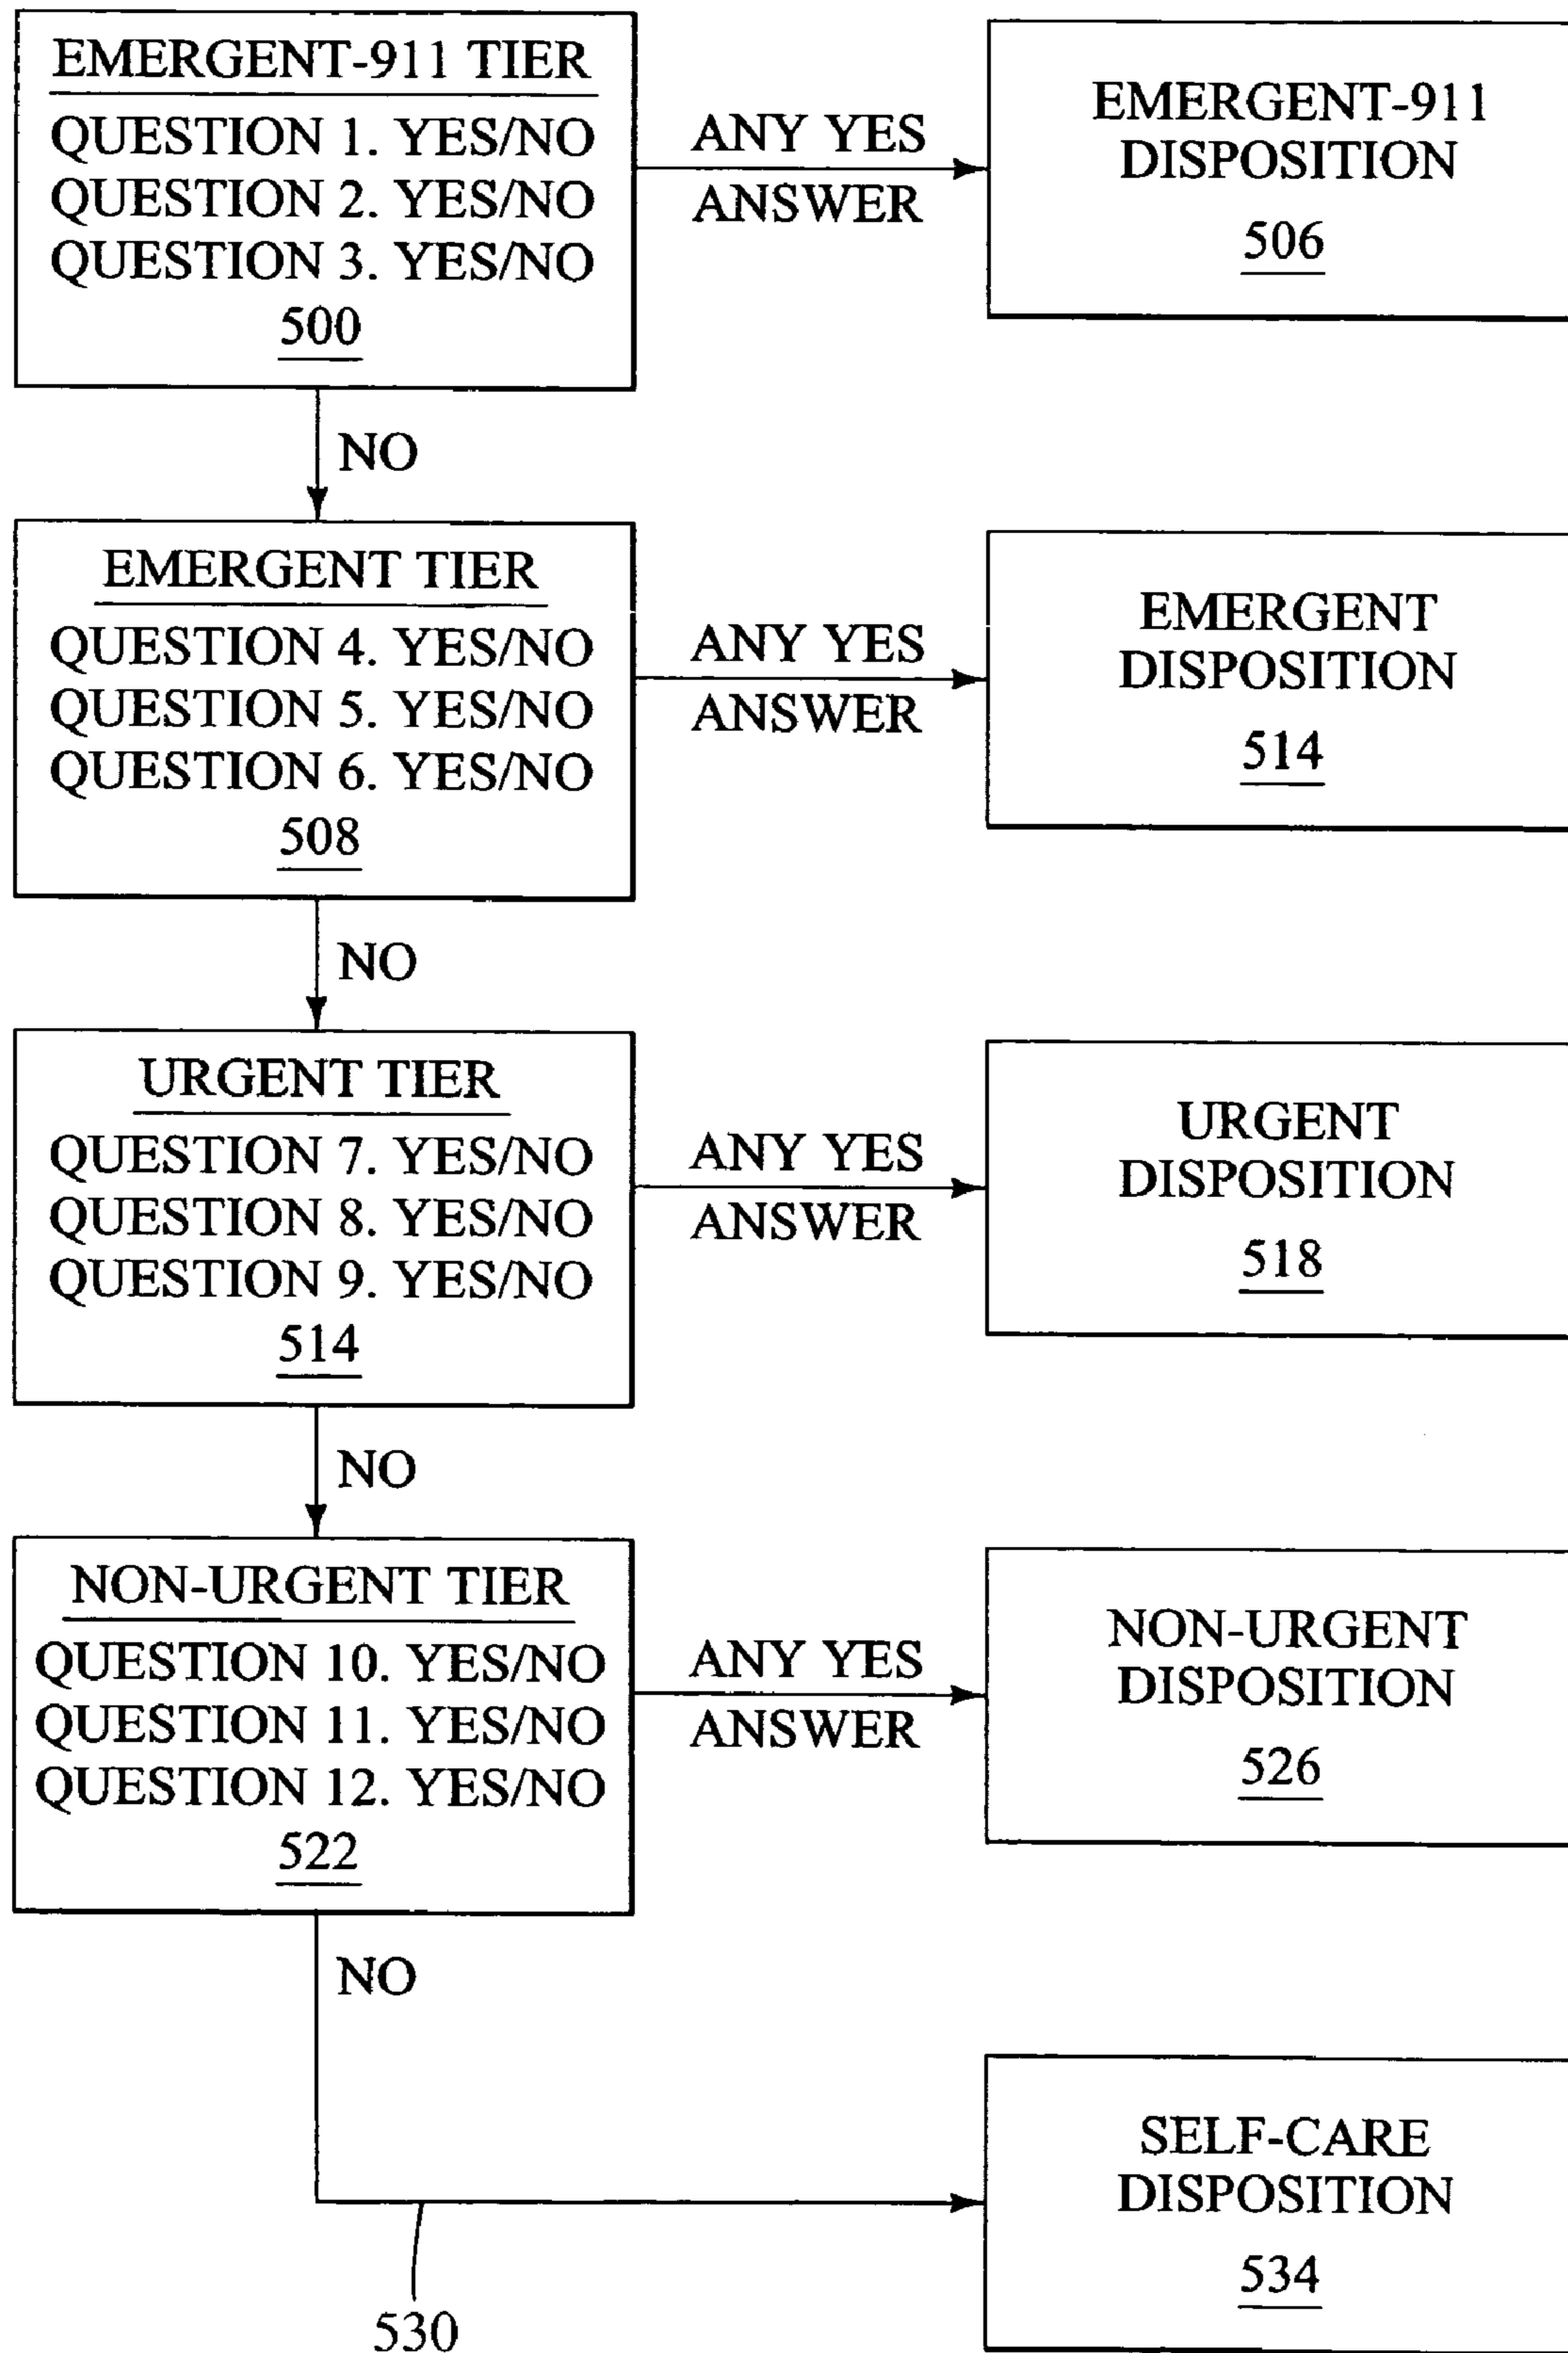 EMERGENT-911 TIER
QUESTION 1. YES/NO
QUESTION 2. YES/NO
QUESTION 3. YES/NO
500
ANY YES
ANSWER
EMERGENT-911
DISPOSITION
506
NO
EMERGENT TIER
QUESTION 4. YES/NO
QUESTION 5. YES/NO
QUESTION 6. YES/NO
508
ANY YES
ANSWER
EMERGENT
DISPOSITION
514
NO
URGENT TIER
QUESTION 7. YES/NO
QUESTION 8. YES/NO
QUESTION 9. YES/NO
514
ANY YES
ANSWER
URGENT
DISPOSITION
518
NO
NON-URGENT TIER
QUESTION 10. YES/NO
QUESTION 11. YES/NO
QUESTION 12. YES/NO
522
ANY YES
ANSWER
NON-URGENT
DISPOSITION
526
NO
SELF-CARE
DISPOSITION
534
530